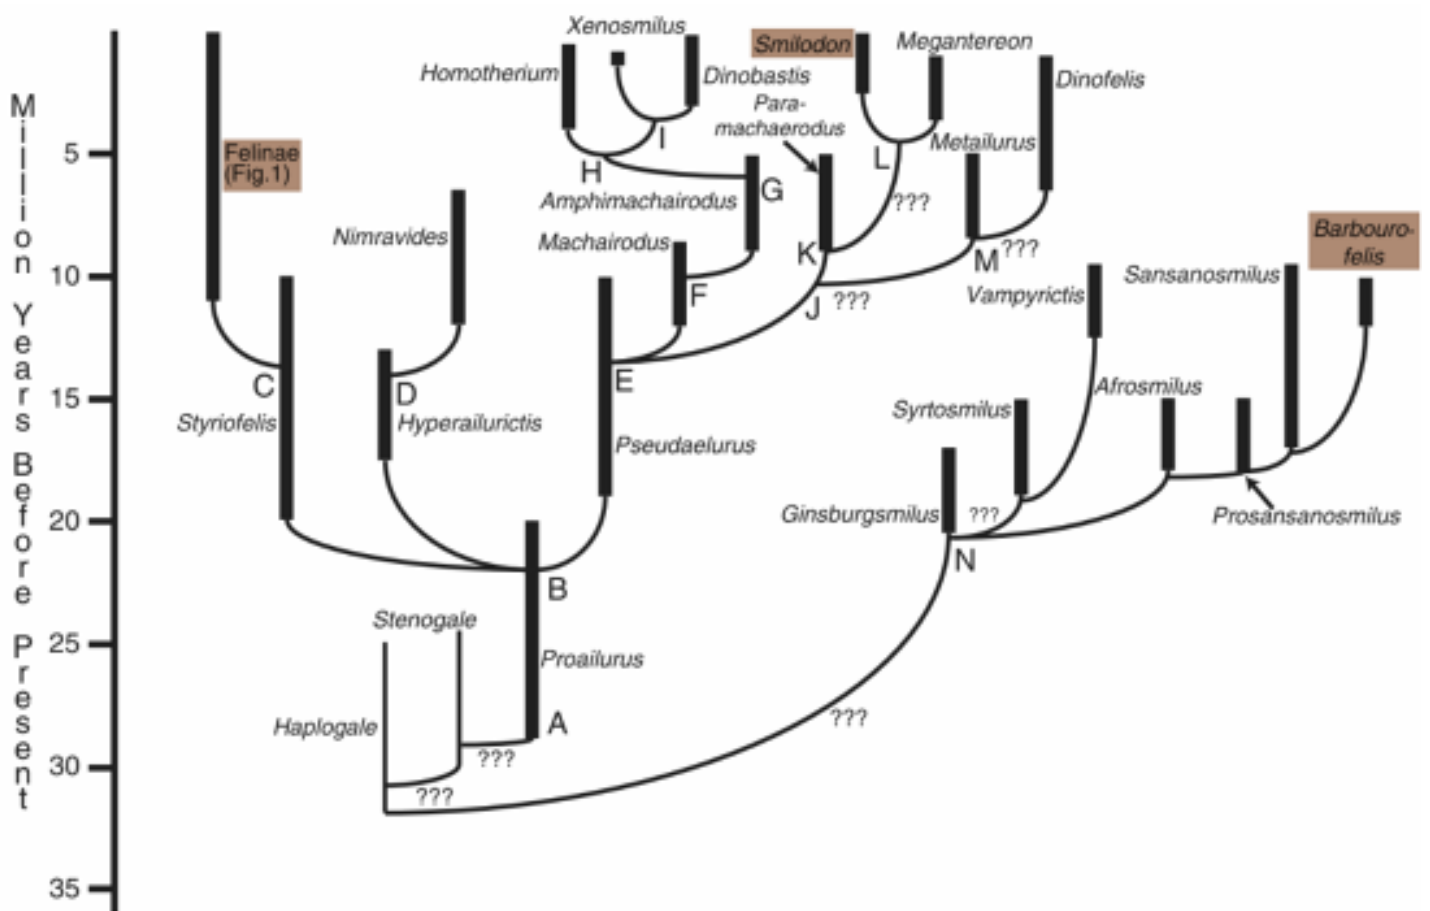 Xenosmilus
Smilodon
Megantereon
Homotherium
Dinobastis
Dinofelis
Para-
machaerodus
Million Years Before Present
5
Felinae
(Fig.1)
I
L
Metailurus
H
G
Amphimachairodus
???
Nimravides
Machairodus
K
M
???
Barbouro-
felis
10
F
J
???
Vampyrictis
Sansanosmilus
C
D
E
15
Afrosmilus
Styriofelis
Hyperailurictis
Syrtosmilus
Pseudaelurus
20
Ginsburgsmilus
???
Prosansanosmilus
N
B
Stenogale
25
Proailurus
Haplogale
A
???
???
30
???
35